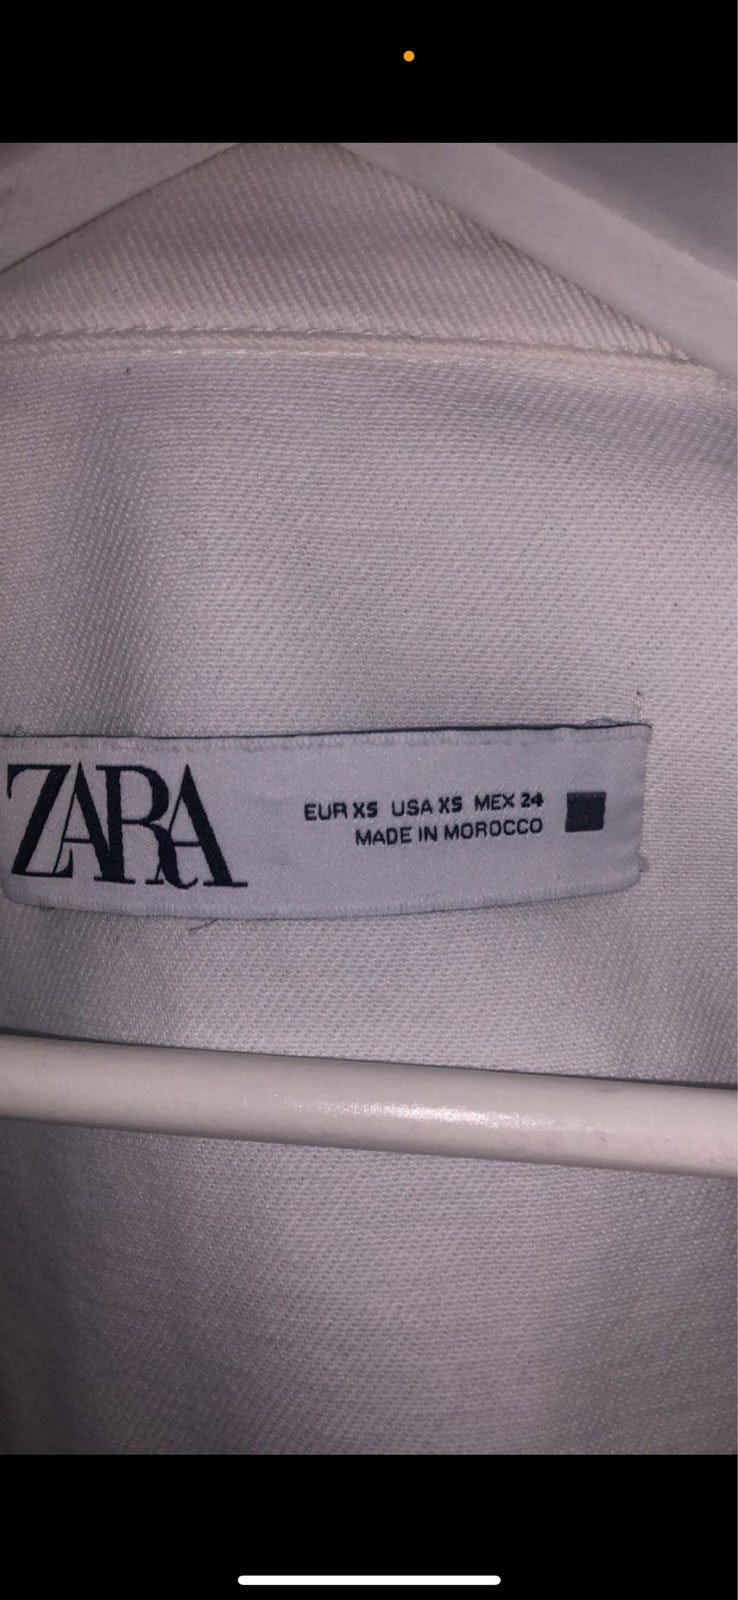 ZARA
EUR XS USA XS MEX 24
MADE IN MOROCCO